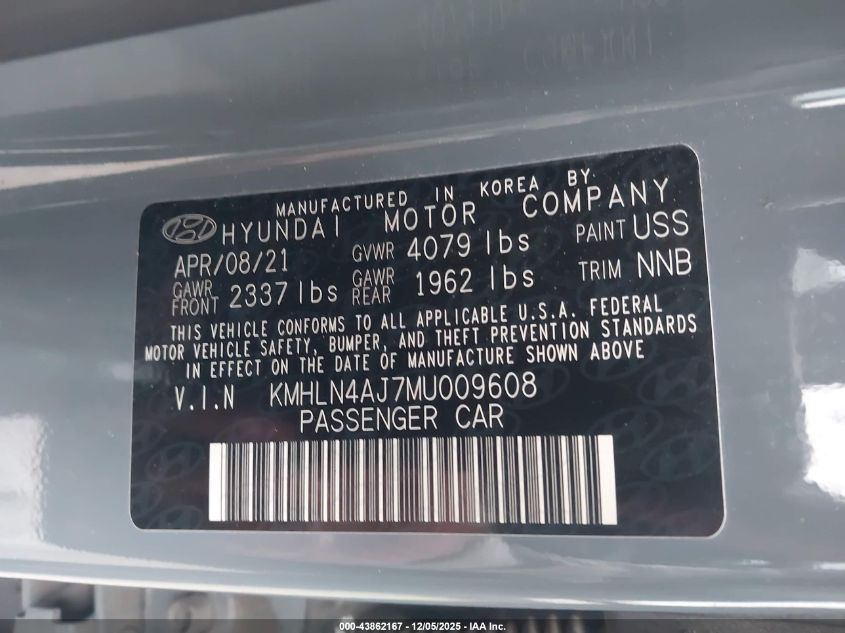 MANUFACTURED IN KOREA BY
HYUNDAI MOTOR COMPANY
APR/08/21 GVWR 4079 lbs PAINT USS
GAWR FRONT 2337 lbs GAWR REAR 1962 lbs TRIM NNB
THIS VEHICLE CONFORMS TO ALL APPLICABLE U.S.A. FEDERAL
MOTOR VEHICLE SAFETY, BUMPER, AND THEFT PREVENTION STANDARDS
IN EFFECT ON THE DATE OF MANUFACTURE SHOWN ABOVE
V.I.N KMHLN4AJ7MU009608
PASSENGER CAR
000-43862167 - 12/05/2025 - IAA Inc.